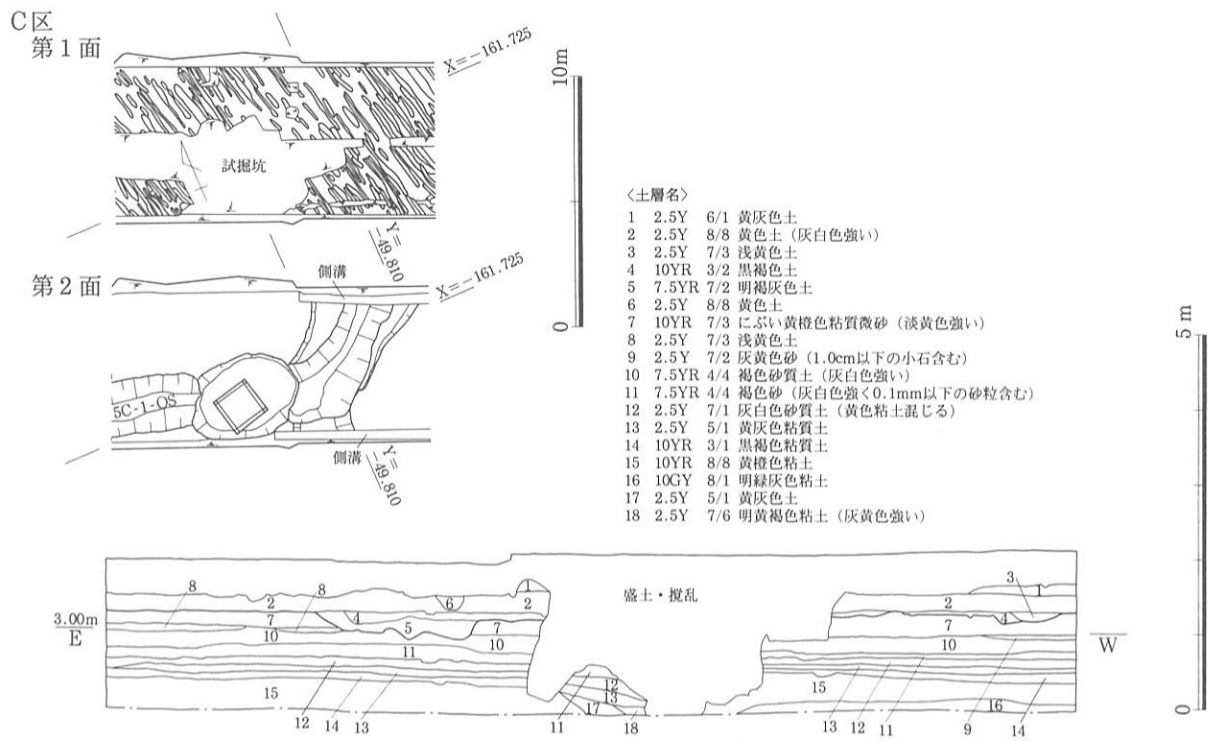 C区
第1面
X=-161.725
試掘坑
Y=
-49.810
10m
0
第2面
側溝
X=-161.725
5C-1-OS
側溝
Y=
-49.810
〈土層名〉
1 2.5Y 6/1 黄灰色土
2 2.5Y 8/8 黄色土（灰白色強い）
3 2.5Y 7/3 浅黄色土
4 10YR 3/2 黒褐色土
5 7.5YR 7/2 明褐灰色土
6 2.5Y 8/8 黄色土
7 10YR 7/3 にぶい黄橙色粘質微砂（淡黄色強い）
8 2.5Y 7/3 浅黄色土
9 2.5Y 7/2 灰黄色砂（1.0cm以下の小石含む）
10 7.5YR 4/4 褐色砂質土（灰白色強い）
11 7.5YR 4/4 褐色砂（灰白色強く0.1mm以下の砂粒含む）
12 2.5Y 7/1 灰白色砂質土（黄色粘土混じる）
13 2.5Y 5/1 黄灰色粘質土
14 10YR 3/1 黒褐色粘質土
15 10YR 8/8 黄橙色粘土
16 10GY 8/1 明緑灰色粘土
17 2.5Y 5/1 黄灰色土
18 2.5Y 7/6 明黄褐色粘土（灰黄色強い）
5m
0
盛土・撹乱
3.00m
E
W
8
2
8
6
1
2
7
4
5
7
10
10
11
15
12
14
13
12
13
17
11
18
3
1
2
4
7
10
15
16
13
12
11
9
14